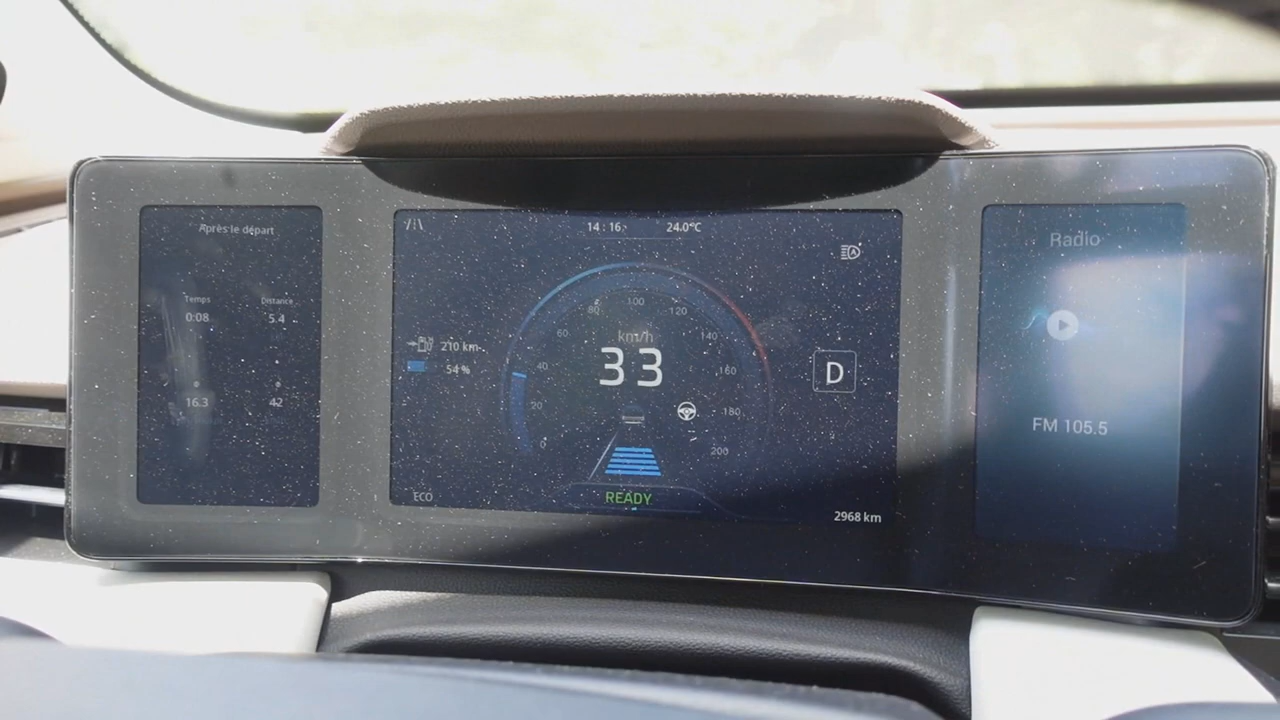 Après le départ
Temps
Distance
0:08
5.4
16.3
42
14 : 16
24.0°C
210 km
54 %
0
20
40
60
80
100
120
140
160
180
200
km/h
33
D
A
ECO
READY
2968 km
Radio
FM 105.5